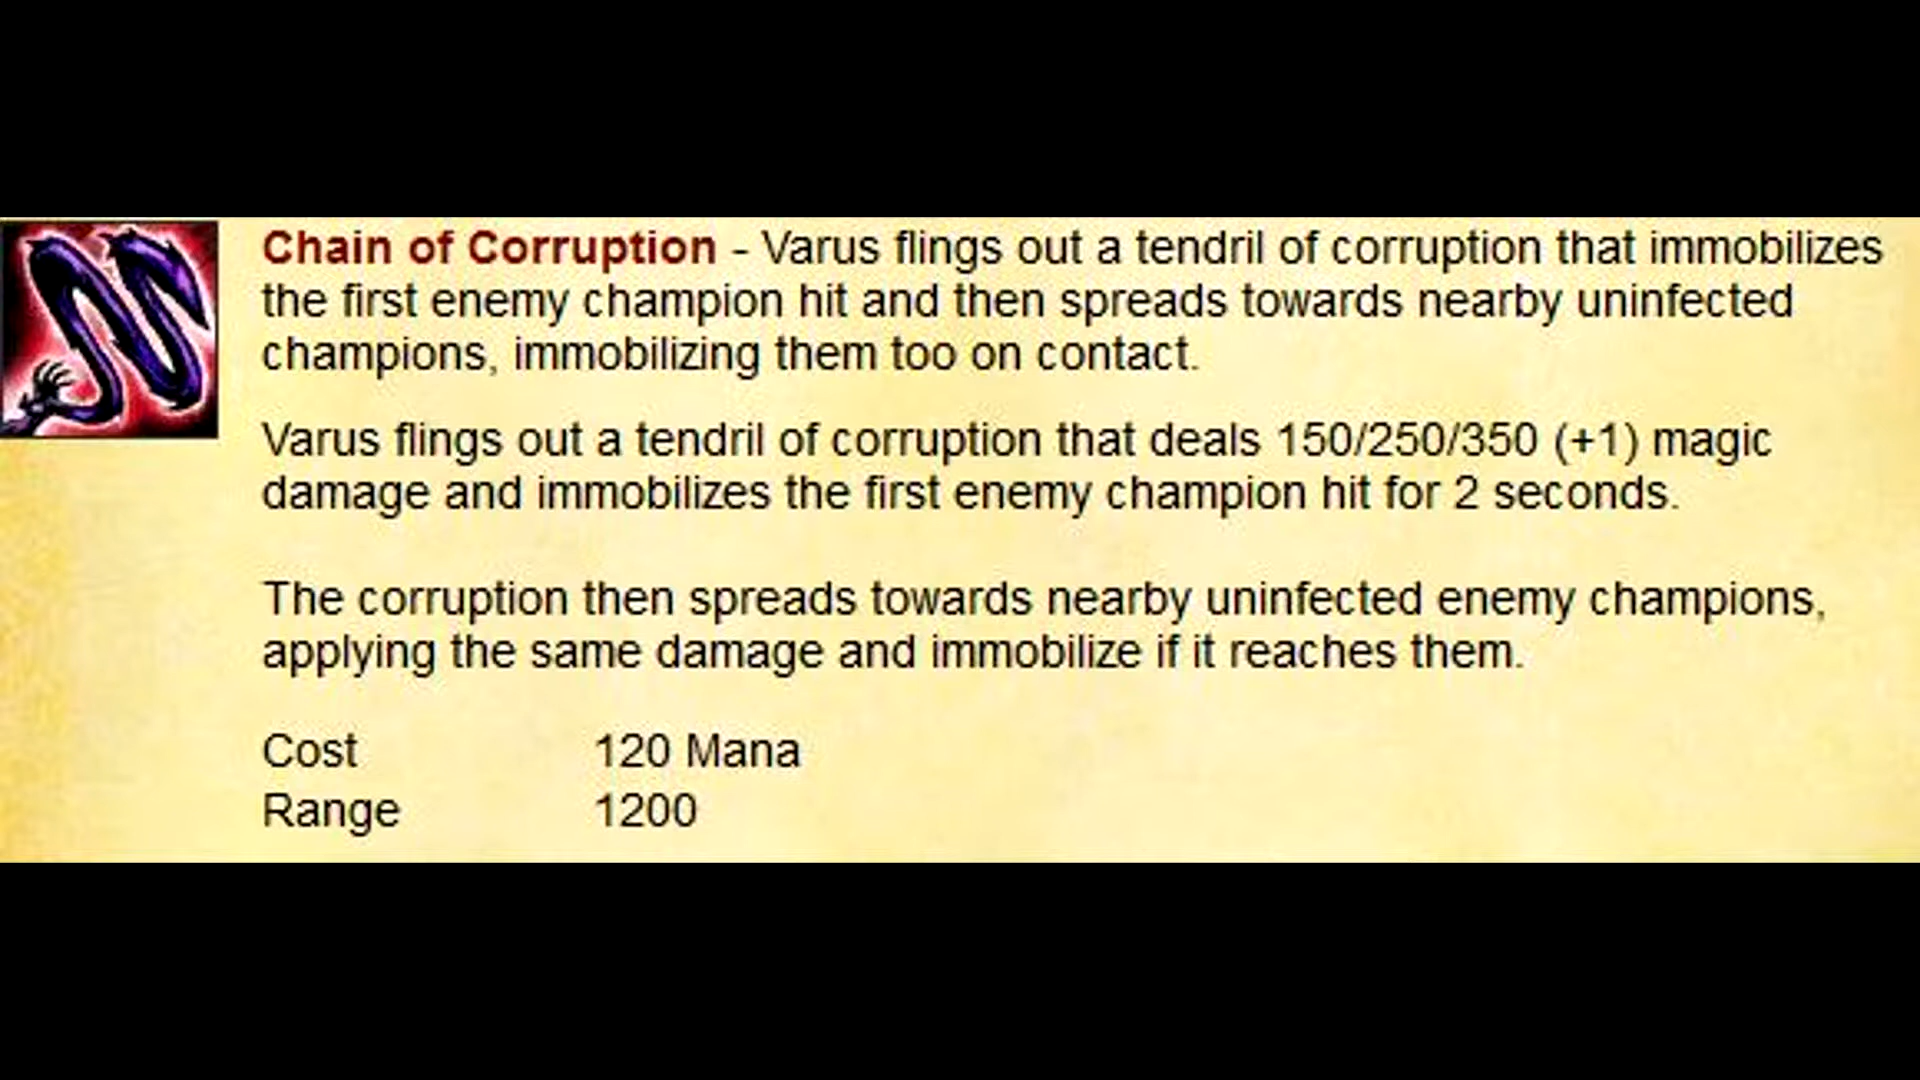 Chain of Corruption - Varus flings out a tendril of corruption that immobilizes
the first enemy champion hit and then spreads towards nearby uninfected
champions, immobilizing them too on contact.
Varus flings out a tendril of corruption that deals 150/250/350 (+1) magic
damage and immobilizes the first enemy champion hit for 2 seconds.
The corruption then spreads towards nearby uninfected enemy champions,
applying the same damage and immobilize if it reaches them.
Cost 120 Mana
Range 1200